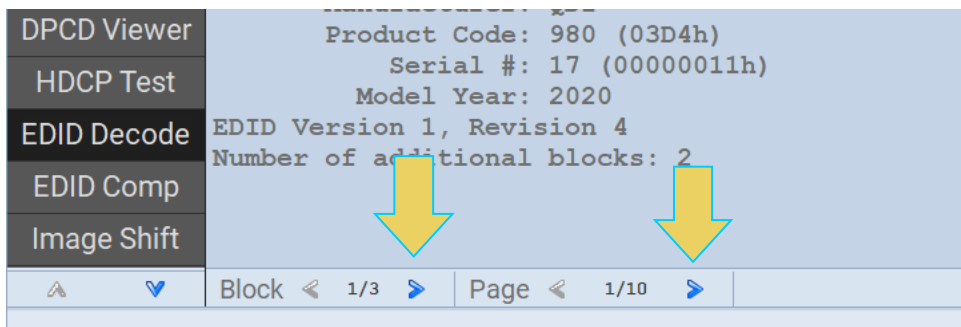 DPCD Viewer
HDCP Test
EDID Decode
EDID Comp
Image Shift
Product Code: 980 (03D4h)
Serial #: 17 (00000011h)
Model Year: 2020
EDID Version 1, Revision 4
Number of additional blocks: 2
Block 1/3 Page 1/10